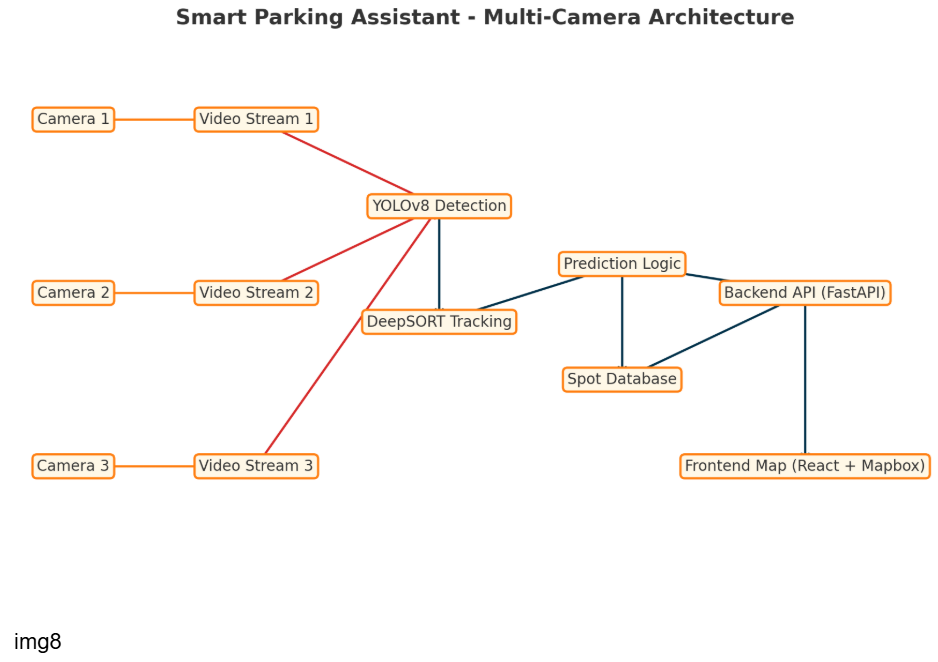 Smart Parking Assistant - Multi-Camera Architecture
Camera 1
Video Stream 1
YOLOv8 Detection
Prediction Logic
Camera 2
Video Stream 2
Backend API (FastAPI)
DeepSORT Tracking
Spot Database
Camera 3
Video Stream 3
Frontend Map (React + Mapbox)
img8